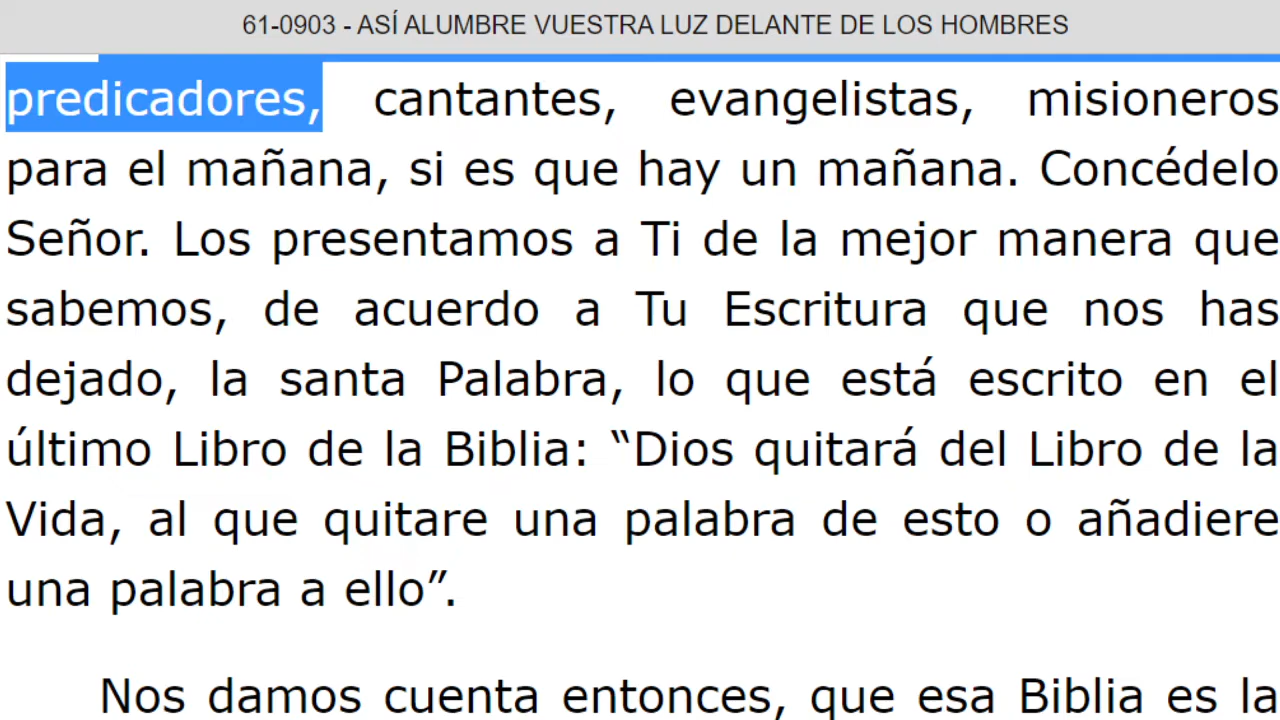 61-0903 - ASÍ ALUMBRE VUESTRA LUZ DELANTE DE LOS HOMBRES
predicadores, cantantes, evangelistas, misioneros
para el mañana, si es que hay un mañana. Concédelo
Señor. Los presentamos a Ti de la mejor manera que
sabemos, de acuerdo a Tu Escritura que nos has
dejado, la santa Palabra, lo que está escrito en el
último Libro de la Biblia: “Dios quitará del Libro de la
Vida, al que quitare una palabra de esto o añadiere
una palabra a ello”.
Nos damos cuenta entonces, que esa Biblia es la